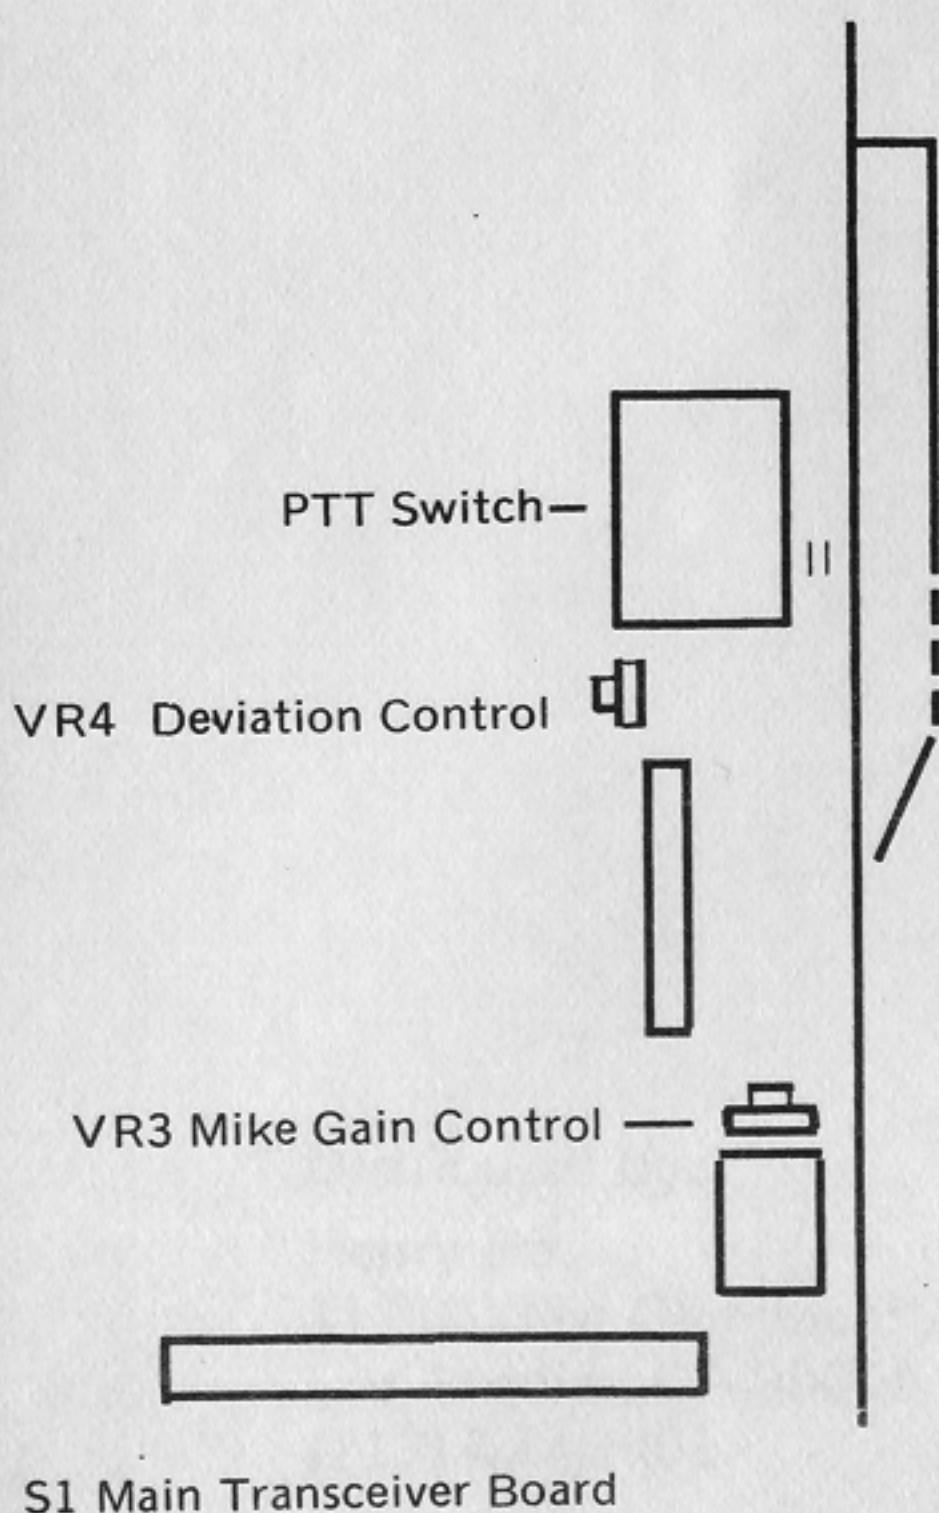 PTT Switch
VR4 Deviation Control
VR3 Mike Gain Control
S1 Main Transceiver Board